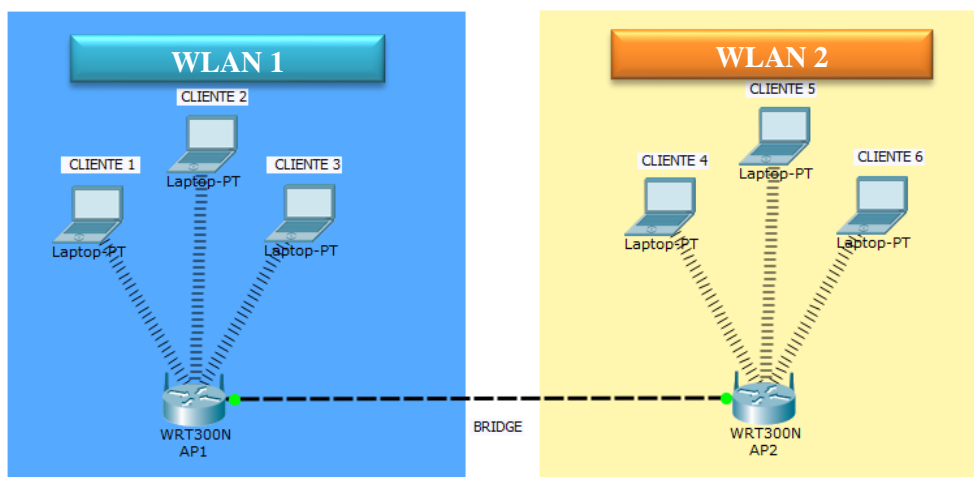 WLAN 1
CLIENTE 2
Laptop-PT
CLIENTE 1
Laptop-PT
CLIENTE 3
Laptop-PT
WRT300N
AP1
BRIDGE
WLAN 2
CLIENTE 5
Laptop-PT
CLIENTE 4
Laptop-PT
CLIENTE 6
Laptop-PT
WRT300N
AP2